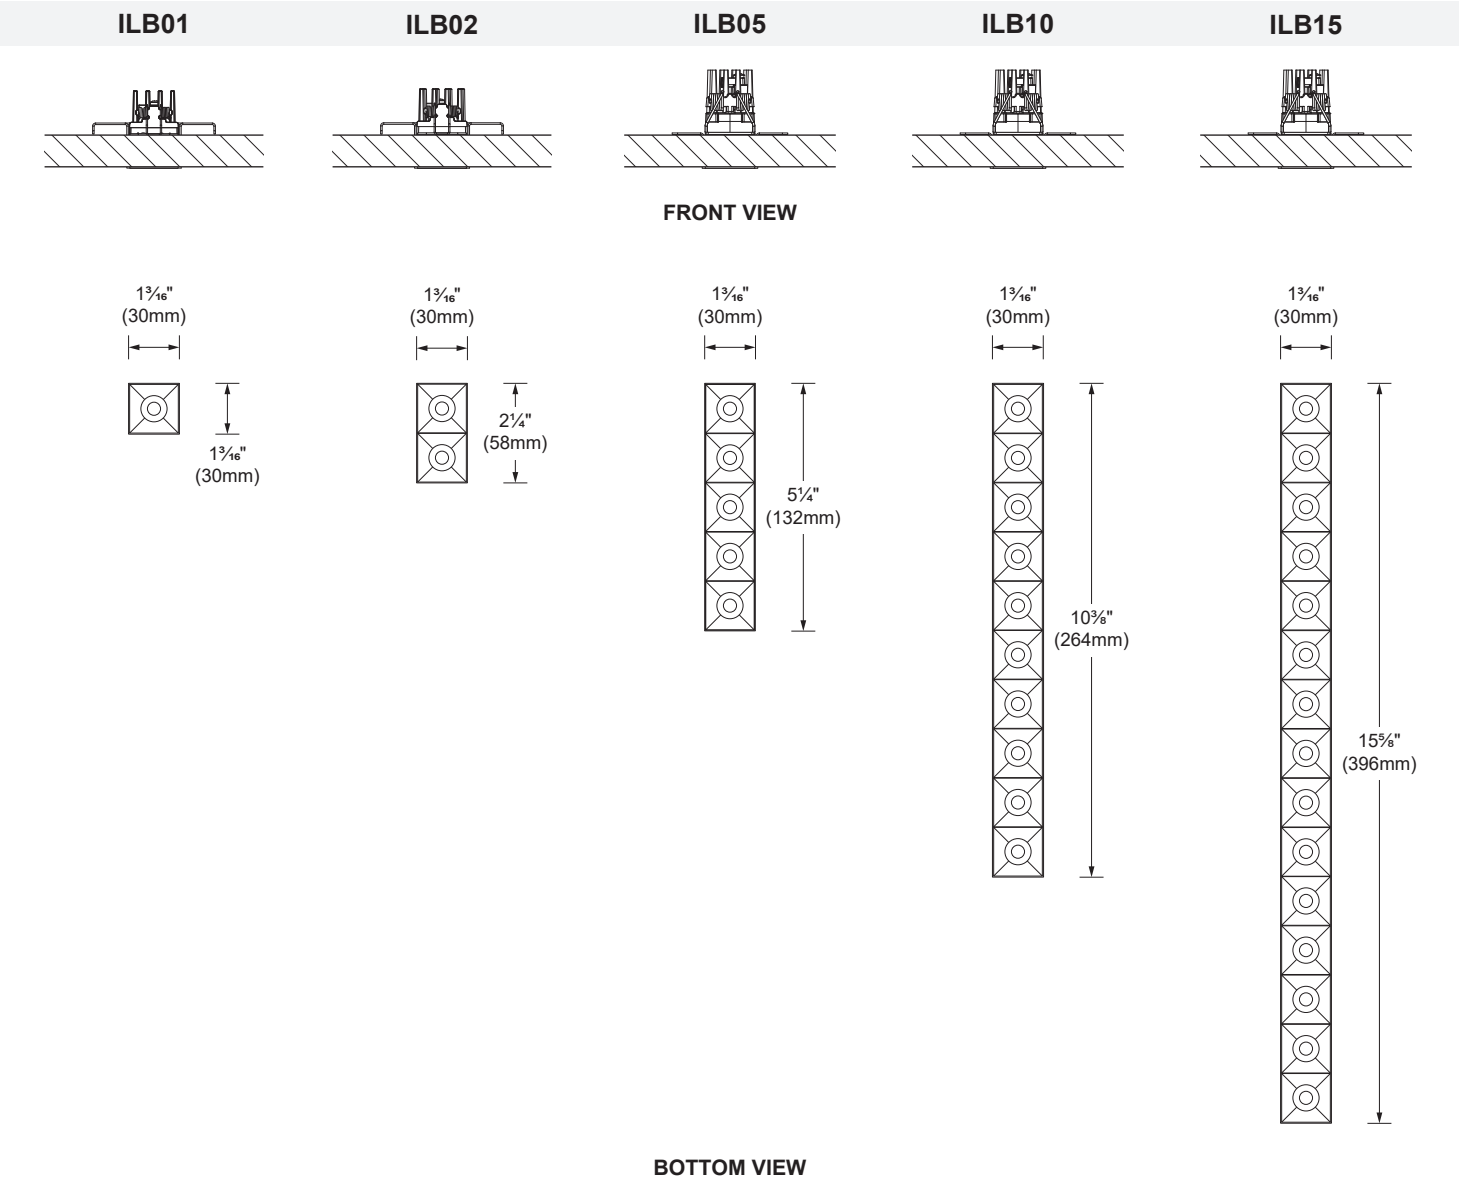 ILB01 ILB02 ILB05 ILB10 ILB15
FRONT VIEW
1³⁄₁₆" 1³⁄₁₆" 1³⁄₁₆" 1³⁄₁₆" 1³⁄₁₆"
(30mm) (30mm) (30mm) (30mm) (30mm)
2¼"
(58mm)
1³⁄₁₆"
(30mm)
5¼"
(132mm)
10⅜"
(264mm)
15⅝"
(396mm)
BOTTOM VIEW